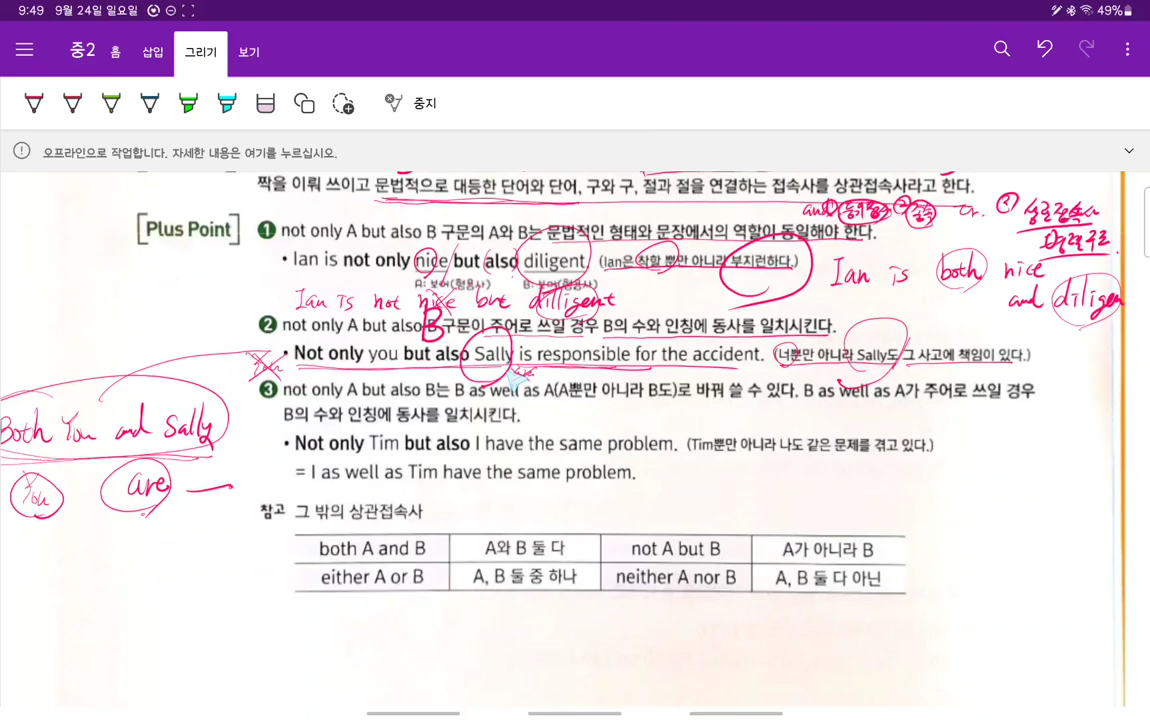 9:49 9월 24일 일요일 49%
중2 홈 삽입 그리기 보기
중지
오프라인으로 작업합니다. 자세한 내용은 여기를 누르십시오.
짝을 이뤄 쓰이고 문법적으로 대등한 단어와 단어, 구와 구, 절과 절을 연결하는 접속사를 상관접속사라고 한다.
and
or
상관접속사
[Plus Point] ❶ not only A but also B 구문의 A와 B는 문법적인 형태와 문장에서의 역할이 동일해야 한다.
• Ian is not only nice but (also) diligent (Ian은 착할 뿐만 아니라 부지런하다.)
A: 보어(형용사) B: 보어(형용사)
Ian is both nice
and diligen
Ian is not nice but dilligent
❷ not only A but also B 구문이 주어로 쓰일 경우 B의 수와 인칭에 동사를 일치시킨다.
B
• Not only you but also Sally is responsible for the accident. (너뿐만 아니라 Sally도 그 사고에 책임이 있다.)
You
❸ not only A but also B는 B as well as A(A뿐만 아니라 B도)로 바꿔 쓸 수 있다. B as well as A가 주어로 쓰일 경우
B의 수와 인칭에 동사를 일치시킨다.
Both You and Sally
• Not only Tim but also I have the same problem. (Tim뿐만 아니라 나도 같은 문제를 겪고 있다.)
= I as well as Tim have the same problem.
You are
참고 그 밖의 상관접속사
both A and B A와 B 둘 다 not A but B A가 아니라 B
either A or B A, B 둘 중 하나 neither A nor B A, B 둘 다 아닌